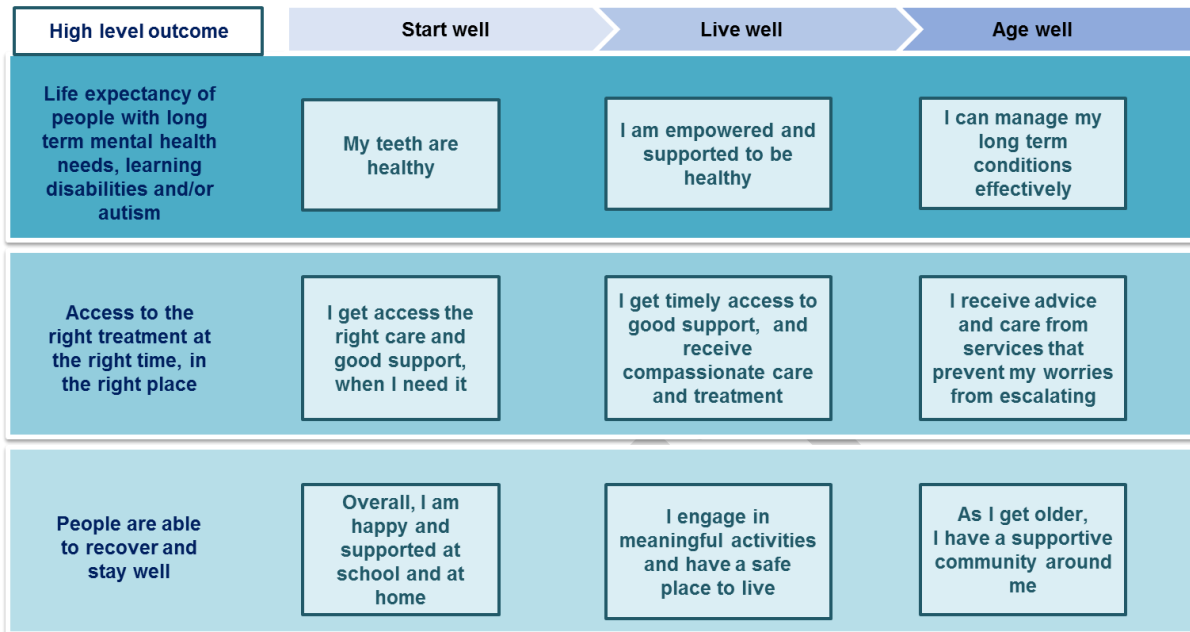 High level outcome
Start well
Live well
Age well
Life expectancy of
people with long
term mental health
needs, learning
disabilities and/or
autism
My teeth are
healthy
I am empowered and
supported to be
healthy
I can manage my
long term
conditions
effectively
Access to the
right treatment at
the right time, in
the right place
I get access the
right care and
good support,
when I need it
I get timely access to
good support, and
receive
compassionate care
and treatment
I receive advice
and care from
services that
prevent my worries
from escalating
People are able
to recover and
stay well
Overall, I am
happy and
supported at
school and at
home
I engage in
meaningful activities
and have a safe
place to live
As I get older,
I have a supportive
community around
me